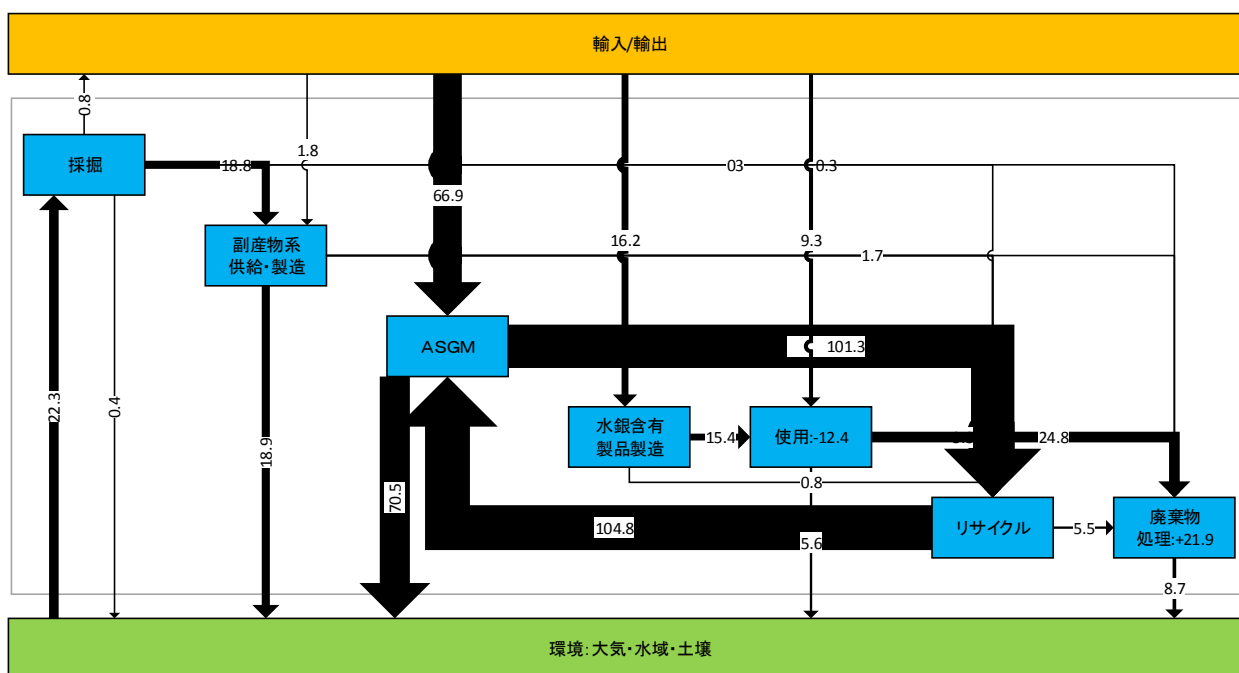 輸入/輸出
0.8
採掘
18.8
1.8
03
0.3
66.9
副産物系
供給・製造
16.2
9.3
1.7
ASGM
101.3
22.3
0.4
18.9
水銀含有
製品製造
15.4
使用:-12.4
24.8
70.5
0.8
104.8
5.6
リサイクル
5.5
廃棄物
処理:+21.9
8.7
環境:大気・水域・土壌